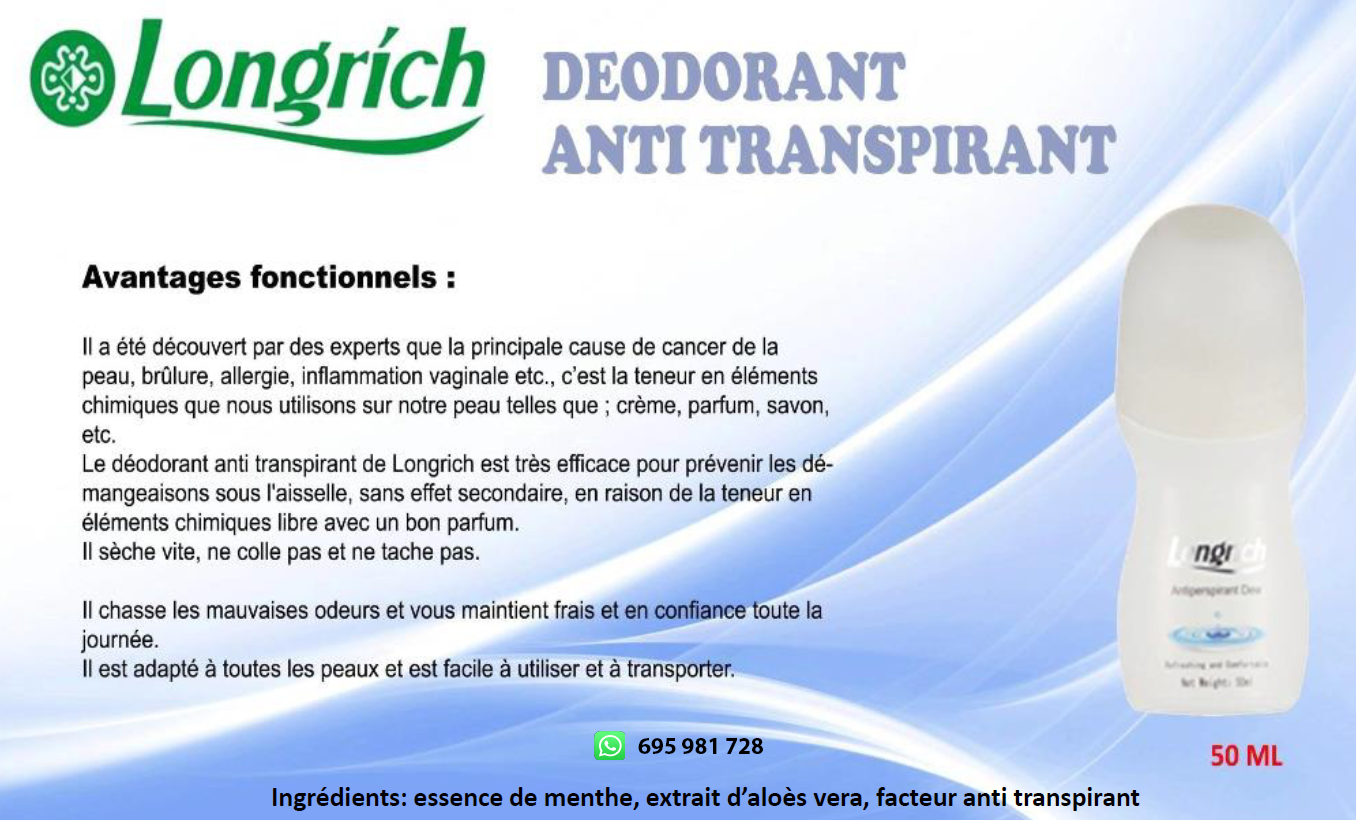 Longrích
DEODORANT
ANTI TRANSPIRANT
Avantages fonctionnels :
Il a été découvert par des experts que la principale cause de cancer de la
peau, brûlure, allergie, inflammation vaginale etc., c'est la teneur en éléments
chimiques que nous utilisons sur notre peau telles que ; crème, parfum, savon,
etc.
Le déodorant anti transpirant de Longrich est très efficace pour prévenir les dé-
mangeaisons sous l'aisselle, sans effet secondaire, en raison de la teneur en
éléments chimiques libre avec un bon parfum.
Il sèche vite, ne colle pas et ne tache pas.
Il chasse les mauvaises odeurs et vous maintient frais et en confiance toute la
journée.
Il est adapté à toutes les peaux et est facile à utiliser et à transporter.
Longrich
Antiperspirant Dew
Refreshing and Comfortable
Net Weight: 50ml
695 981 728
50 ML
Ingrédients: essence de menthe, extrait d'aloès vera, facteur anti transpirant